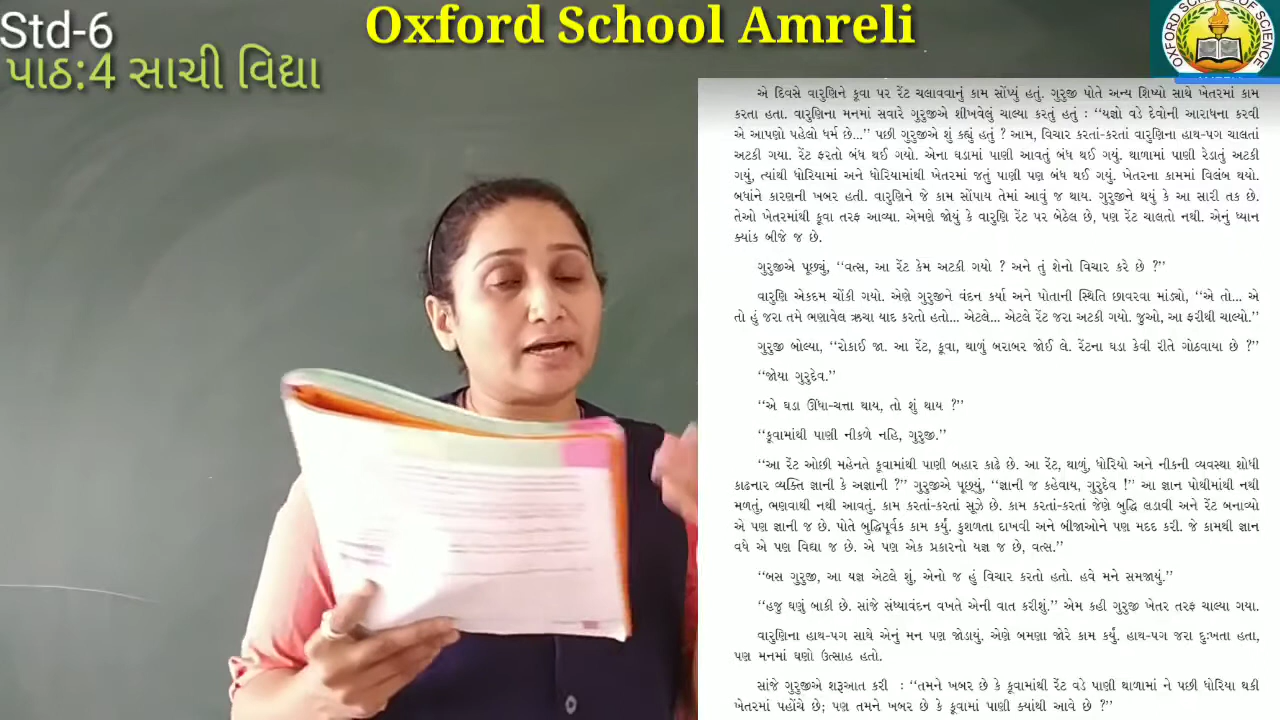 Std-6
પાઠ:4 સાચી વિદ્યા
Oxford School Amreli
OXFORD SCHOOL OF SCIENCE
એ દિવસે વારુણિને કૂવા પર રેંટ ચલાવવાનું કામ સોંપ્યું હતું. ગુરુજી પોતે અન્ય શિષ્યો સાથે ખેતરમાં કામ
કરતા હતા. વારુણિના મનમાં સવારે ગુરુજીએ શીખવેલું ચાલ્યા કરતું હતું : ‘‘યજ્ઞો વડે દેવોની આરાધના કરવી
એ આપણો પહેલો ધર્મ છે...’’ પછી ગુરુજીએ શું કહ્યું હતું ? આમ, વિચાર કરતાં-કરતાં વારુણિના હાથ-પગ ચાલતાં
અટકી ગયા. રેંટ ફરતો બંધ થઈ ગયો. એના ઘડામાં પાણી આવતું બંધ થઈ ગયું. થાળામાં પાણી રેડાતું અટકી
ગયું, ત્યાંથી ધોરિયામાં અને ધોરિયામાંથી ખેતરમાં જતું પાણી પણ બંધ થઈ ગયું. ખેતરના કામમાં વિલંબ થયો.
બધાંને કારણની ખબર હતી. વારુણિને જે કામ સોંપાય તેમાં આવું જ થાય. ગુરુજીને થયું કે આ સારી તક છે.
તેઓ ખેતરમાંથી કૂવા તરફ આવ્યા. એમણે જોયું કે વારુણિ રેંટ પર બેઠેલ છે, પણ રેંટ ચાલતો નથી. એનું ધ્યાન
ક્યાંક બીજે જ છે.
ગુરુજીએ પૂછ્યું, ‘‘વત્સ, આ રેંટ કેમ અટકી ગયો ? અને તું શેનો વિચાર કરે છે ?’’
વારુણિ એકદમ ચોંકી ગયો. એણે ગુરુજીને વંદન કર્યા અને પોતાની સ્થિતિ છાવરવા માંડ્યો, ‘‘એ તો... એ
તો હું જરા તમે ભણાવેલ ઋચા યાદ કરતો હતો... એટલે... એટલે રેંટ જરા અટકી ગયો. જુઓ, આ ફરીથી ચાલ્યો.’’
ગુરુજી બોલ્યા, ‘‘રોકાઈ જા. આ રેંટ, કૂવા, થાળું બરાબર જોઈ લે. રેંટના ઘડા કેવી રીતે ગોઠવાયા છે ?’’
‘‘જોયા ગુરુદેવ.’’
‘‘એ ઘડા ઊંધા-ચત્તા થાય, તો શું થાય ?’’
‘‘કૂવામાંથી પાણી નીકળે નહિ, ગુરુજી.’’
‘‘આ રેંટ ઓછી મહેનતે કૂવામાંથી પાણી બહાર કાઢે છે. આ રેંટ, થાળું, ધોરિયો અને નીકની વ્યવસ્થા શોધી
કાઢનાર વ્યક્તિ જ્ઞાની કે અજ્ઞાની ?’’ ગુરુજીએ પૂછ્યું, ‘‘જ્ઞાની જ કહેવાય, ગુરુદેવ !’’ આ જ્ઞાન પોથીમાંથી નથી
મળતું, ભણવાથી નથી આવતું. કામ કરતાં-કરતાં સૂઝે છે. કામ કરતાં-કરતાં જેણે બુદ્ધિ લડાવી અને રેંટ બનાવ્યો
એ પણ જ્ઞાની જ છે. પોતે બુદ્ધિપૂર્વક કામ કર્યું. કુશળતા દાખવી અને બીજાઓને પણ મદદ કરી. જે કામથી જ્ઞાન
વધે એ પણ વિદ્યા જ છે. એ પણ એક પ્રકારનો યજ્ઞ જ છે, વત્સ.’’
‘‘બસ ગુરુજી, આ યજ્ઞ એટલે શું, એનો જ હું વિચાર કરતો હતો. હવે મને સમજાયું.’’
‘‘હજુ ઘણું બાકી છે. સાંજે સંધ્યાવંદન વખતે એની વાત કરીશું.’’ એમ કહી ગુરુજી ખેતર તરફ ચાલ્યા ગયા.
વારુણિના હાથ-પગ સાથે એનું મન પણ જોડાયું. એણે બમણા જોરે કામ કર્યું. હાથ-પગ જરા દુઃખતા હતા,
પણ મનમાં ઘણો ઉત્સાહ હતો.
સાંજે ગુરુજીએ શરૂઆત કરી : ‘‘તમને ખબર છે કે કૂવામાંથી રેંટ વડે પાણી થાળામાં ને પછી ધોરિયા થકી
ખેતરમાં પહોંચે છે; પણ તમને ખબર છે કે કૂવામાં પાણી ક્યાંથી આવે છે ?’’